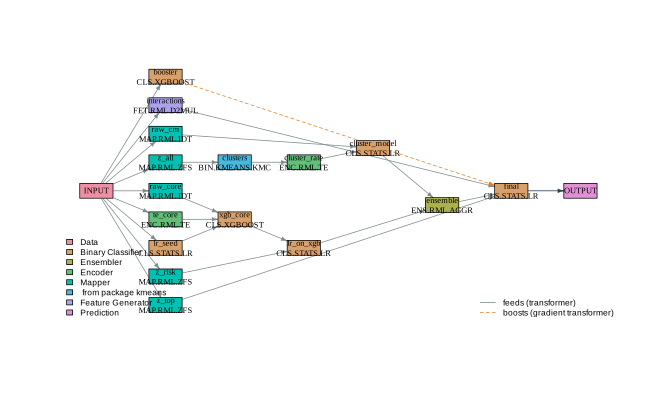 booster
CLS.XGBOOST
interactions
FET.RML.D2MUL
raw_cm
MAP.RML.IDT
z_all
MAP.RML.ZFS
clusters
BIN.KMEANS.KMC
cluster_rate
ENC.RML.TE
cluster_model
CLS.STATS.LR
INPUT
raw_core
MAP.RML.IDT
final
CLS.STATS.LR
OUTPUT
ensemble
ENS.RML.AGGR
te_core
ENC.RML.TE
xgb_core
CLS.XGBOOST
lr_seed
CLS.STATS.LR
lr_on_xgb
CLS.STATS.LR
z_risk
MAP.RML.ZFS
z_top
MAP.RML.ZFS
Data
Binary Classifier
Ensembler
Encoder
Mapper
from package kmeans
Feature Generator
Prediction
feeds (transformer)
boosts (gradient transformer)